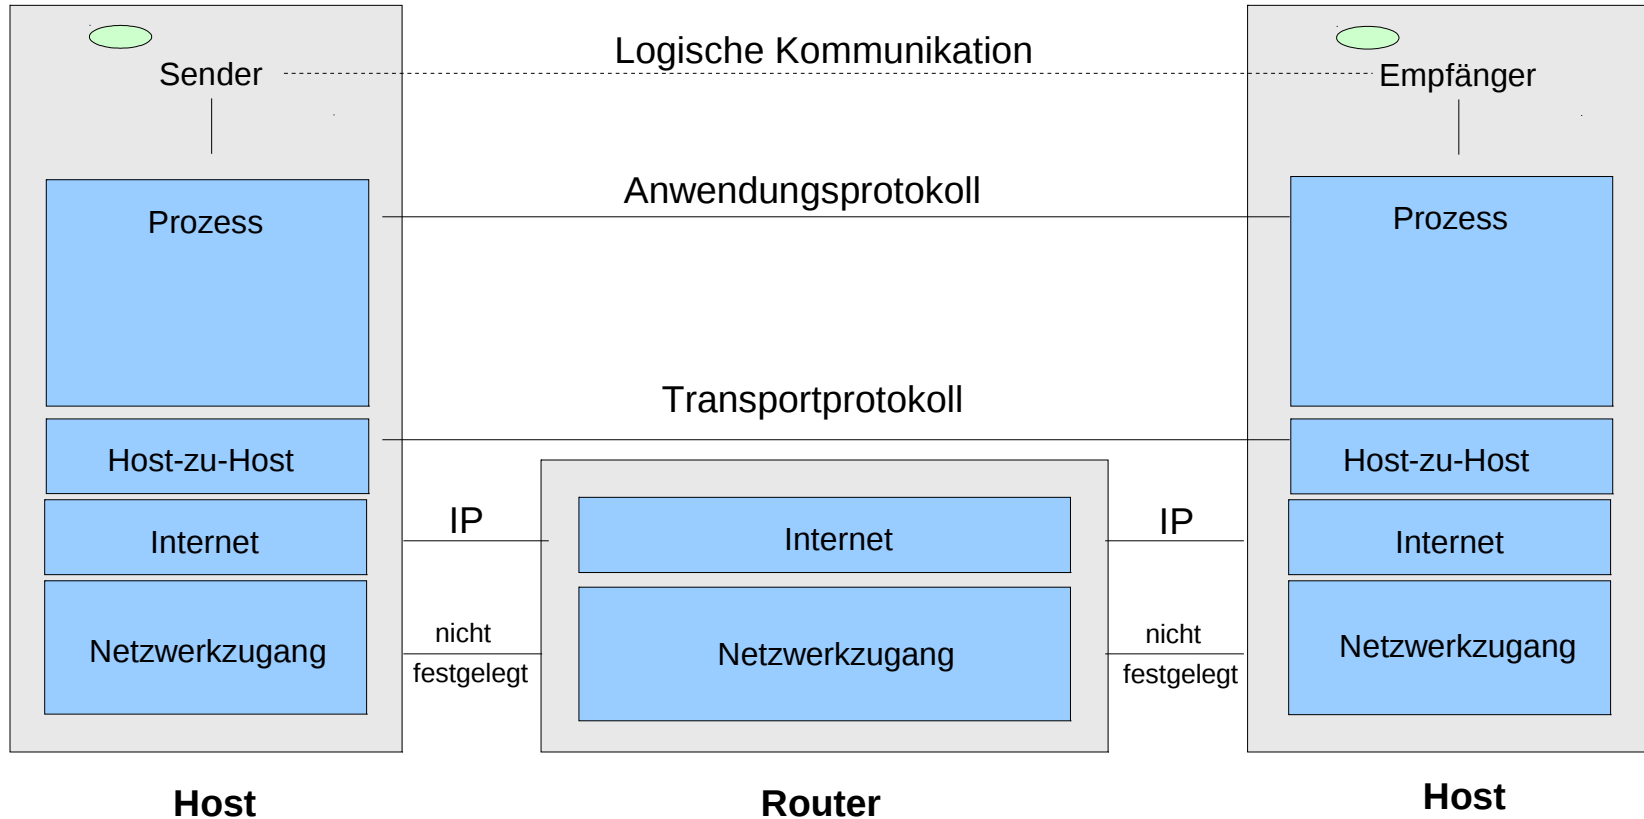 Logische Kommunikation
Sender
Empfänger
Anwendungsprotokoll
Prozess
Prozess
Transportprotokoll
Host-zu-Host
Host-zu-Host
IP
IP
Internet
Internet
Internet
nicht
festgelegt
nicht
festgelegt
Netzwerkzugang
Netzwerkzugang
Netzwerkzugang
Host
Router
Host